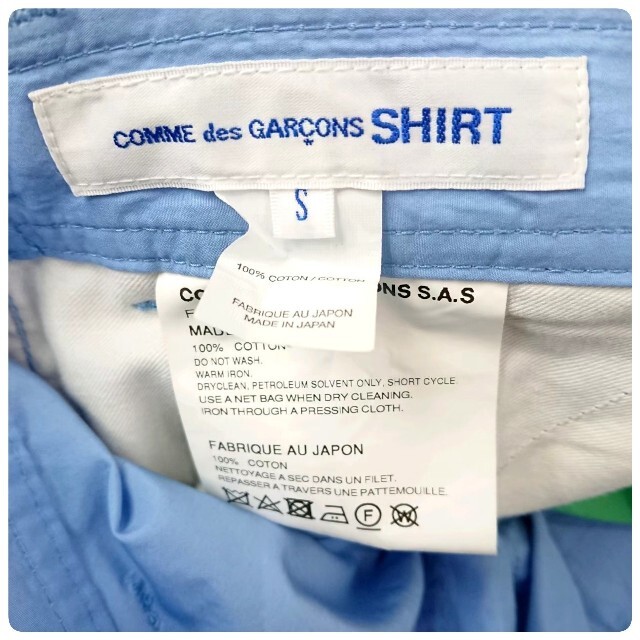 COMME des GARÇONS SHIRT
S
100% COTON / COTTON
FABRIQUE AU JAPON
MADE IN JAPAN
CO ONS S.A.S
F
MADE
100% COTTON
DO NOT WASH.
WARM IRON.
DRYCLEAN, PETROLEUM SOLVENT ONLY, SHORT CYCLE.
USE A NET BAG WHEN DRY CLEANING.
IRON THROUGH A PRESSING CLOTH.
FABRIQUE AU JAPON
100% COTON
NETTOYAGE A SEC DANS UN FILET.
REPASSER A TRAVERS UNE PATTEMOUILLE.
F W